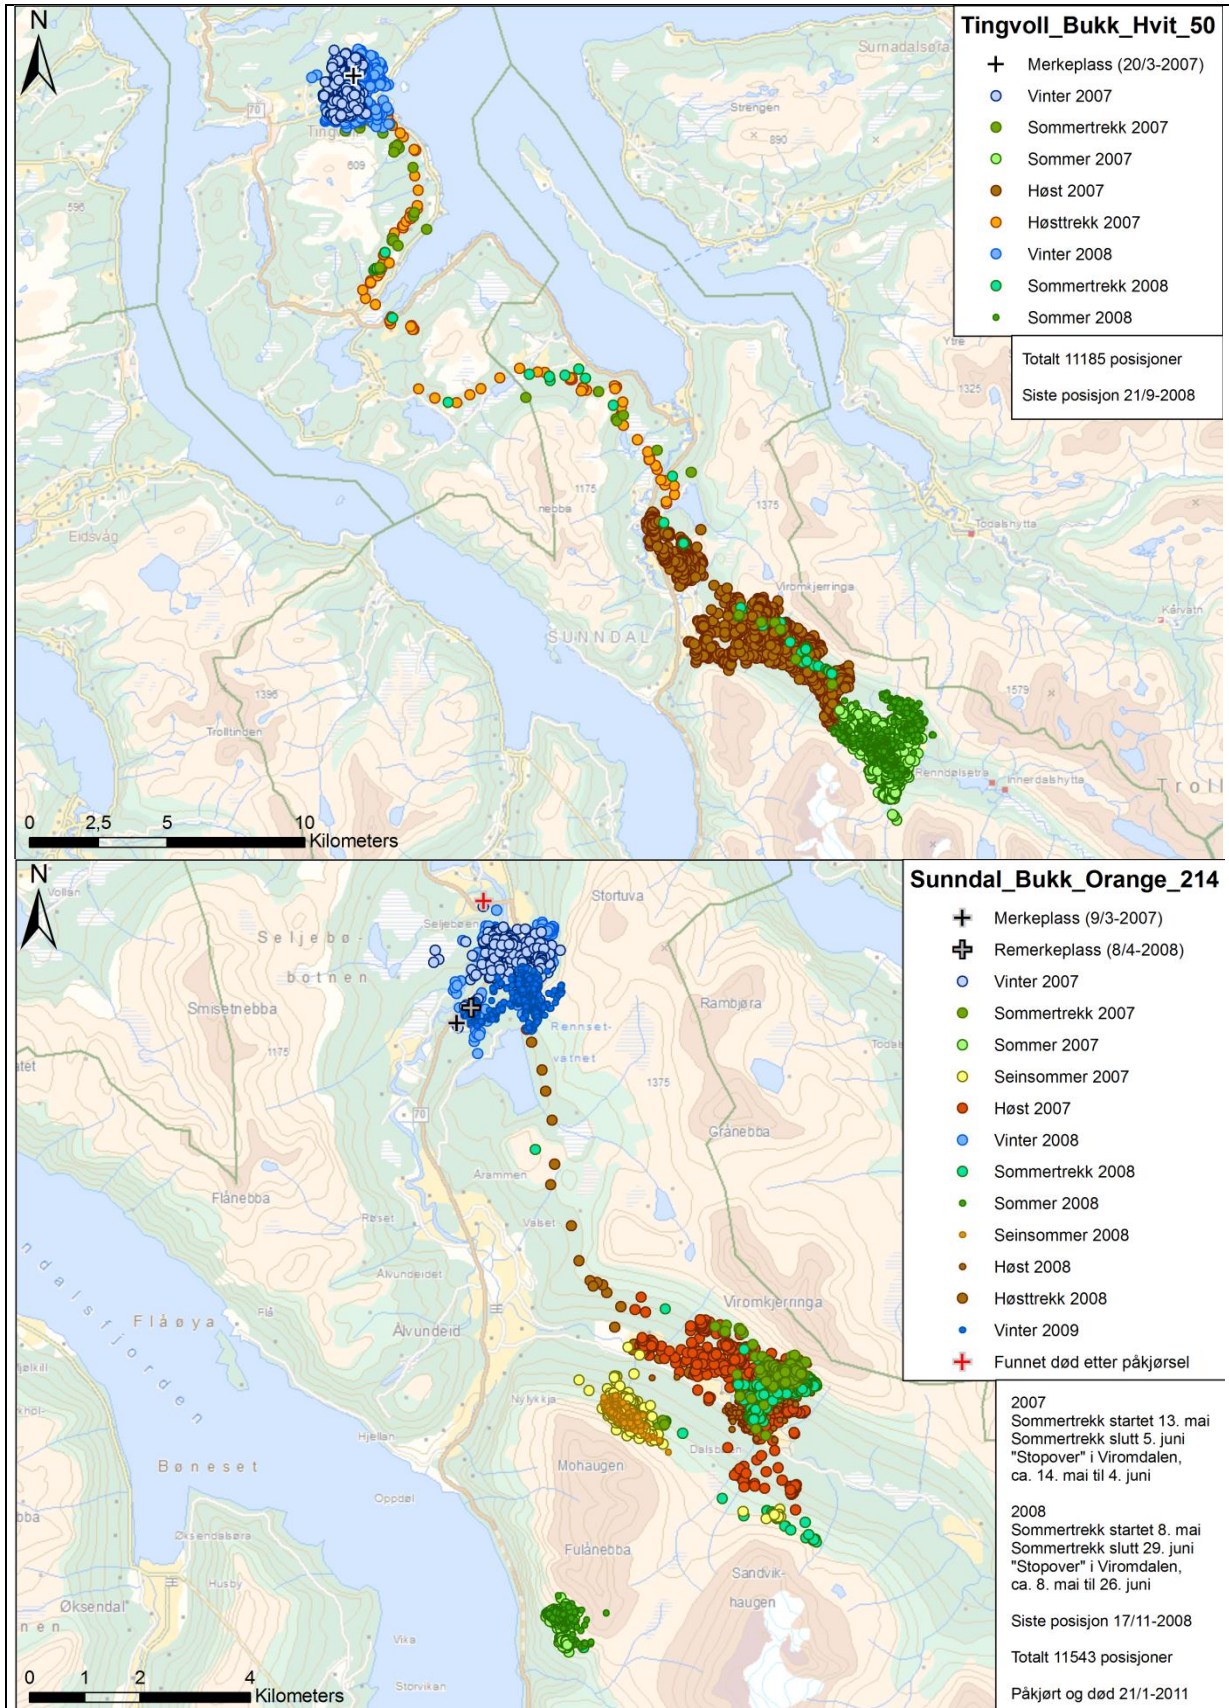 N
Tingvoll_Bukk_Hvit_50
Merkeplass (20/3-2007)
Vinter 2007
Sommertrekk 2007
Sommer 2007
Høst 2007
Høsttrekk 2007
Vinter 2008
Sommertrekk 2008
Sommer 2008
Totalt 11185 posisjoner
Siste posisjon 21/9-2008
Surnadalsøra
Strengen
890
70
609
596
Ytre
1325
1175
nebba
1375
Todalshytta
Eidsvåg
Viromkjerringa
Kårvatn
SUNNDAL
1396
1579
Trolltinden
Renndølsetra
Innerdalshytta
Troll
0 2,5 5 10
Kilometers
N
Sunndal_Bukk_Orange_214
Merkeplass (9/3-2007)
Remerkeplass (8/4-2008)
Vinter 2007
Sommertrekk 2007
Sommer 2007
Seinsommer 2007
Høst 2007
Vinter 2008
Sommertrekk 2008
Sommer 2008
Seinsommer 2008
Høst 2008
Høsttrekk 2008
Vinter 2009
Funnet død etter påkjørsel
2007
Sommertrekk startet 13. mai
Sommertrekk slutt 5. juni
"Stopover" i Viromdalen,
ca. 14. mai til 4. juni
2008
Sommertrekk startet 8. mai
Sommertrekk slutt 29. juni
"Stopover" i Viromdalen,
ca. 8. mai til 26. juni
Siste posisjon 17/11-2008
Totalt 11543 posisjoner
Påkjørt og død 21/1-2011
Vollan
Stortuva
Seljebøen
Seljebø-
botnen
Smisetnebba
1175
Rambjøra
Rennset-
vatnet
1375
70
Grånebba
Årammen
Flånebba
Røset
Valset
Ålvundeidet
Viromkjerringa
Flåøya
Flå
Ålvundeid
Nylykkja
Hjellan
Bøneset
Mohaugen
Oppdøl
Øksendalsøra
Fulånebba
Husby
Sandvik-
haugen
Øksendal
Vika
Storvikan
0 1 2 4
Kilometers